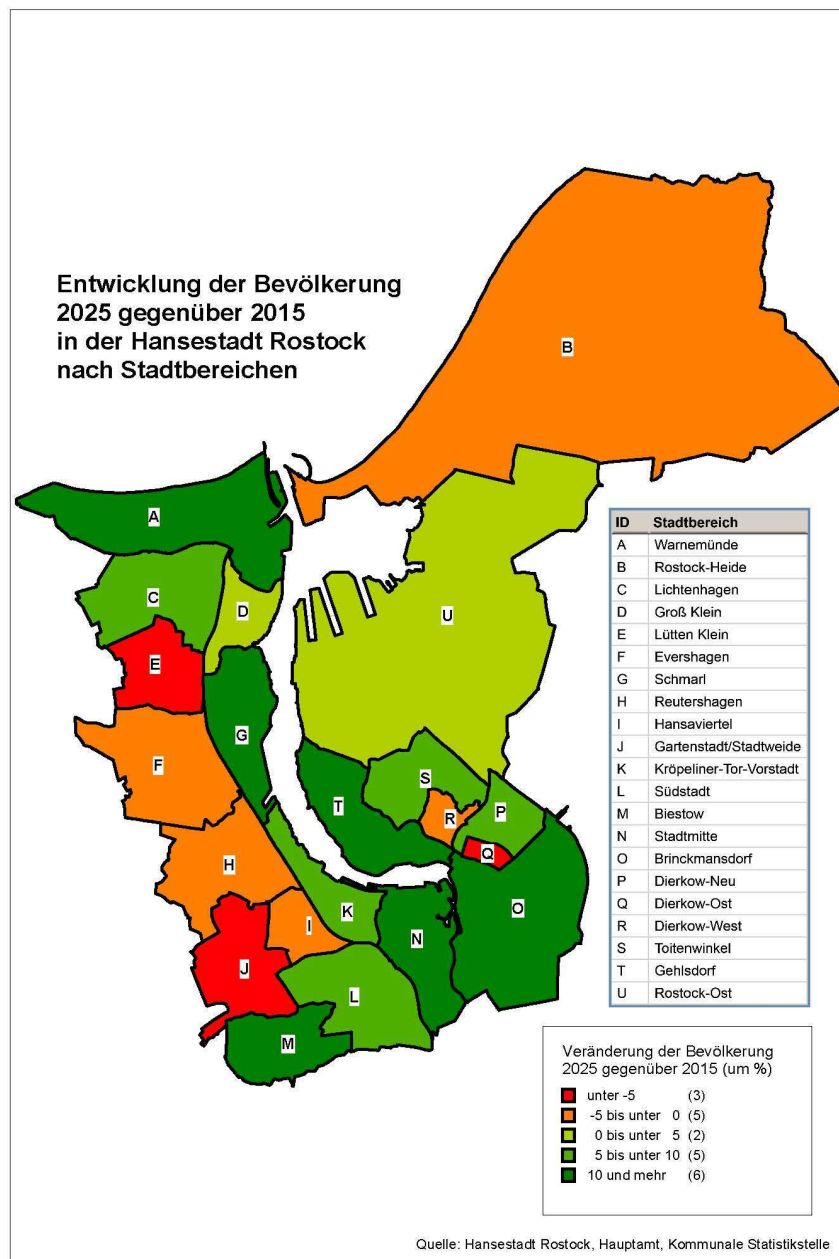 Entwicklung der Bevölkerung
2025 gegenüber 2015
in der Hansestadt Rostock
nach Stadtbereichen
B
A
C
D
U
E
G
F
S
T
R
P
Q
H
K
O
I
N
J
L
M
ID Stadtbereich
A Warnemünde
B Rostock-Heide
C Lichtenhagen
D Groß Klein
E Lütten Klein
F Evershagen
G Schmarl
H Reutershagen
I Hansaviertel
J Gartenstadt/Stadtweide
K Kröpeliner-Tor-Vorstadt
L Südstadt
M Biestow
N Stadtmitte
O Brinckmansdorf
P Dierkow-Neu
Q Dierkow-Ost
R Dierkow-West
S Toitenwinkel
T Gehlsdorf
U Rostock-Ost
Veränderung der Bevölkerung
2025 gegenüber 2015 (um %)
unter -5 (3)
-5 bis unter 0 (5)
0 bis unter 5 (2)
5 bis unter 10 (5)
10 und mehr (6)
Quelle: Hansestadt Rostock, Hauptamt, Kommunale Statistikstelle